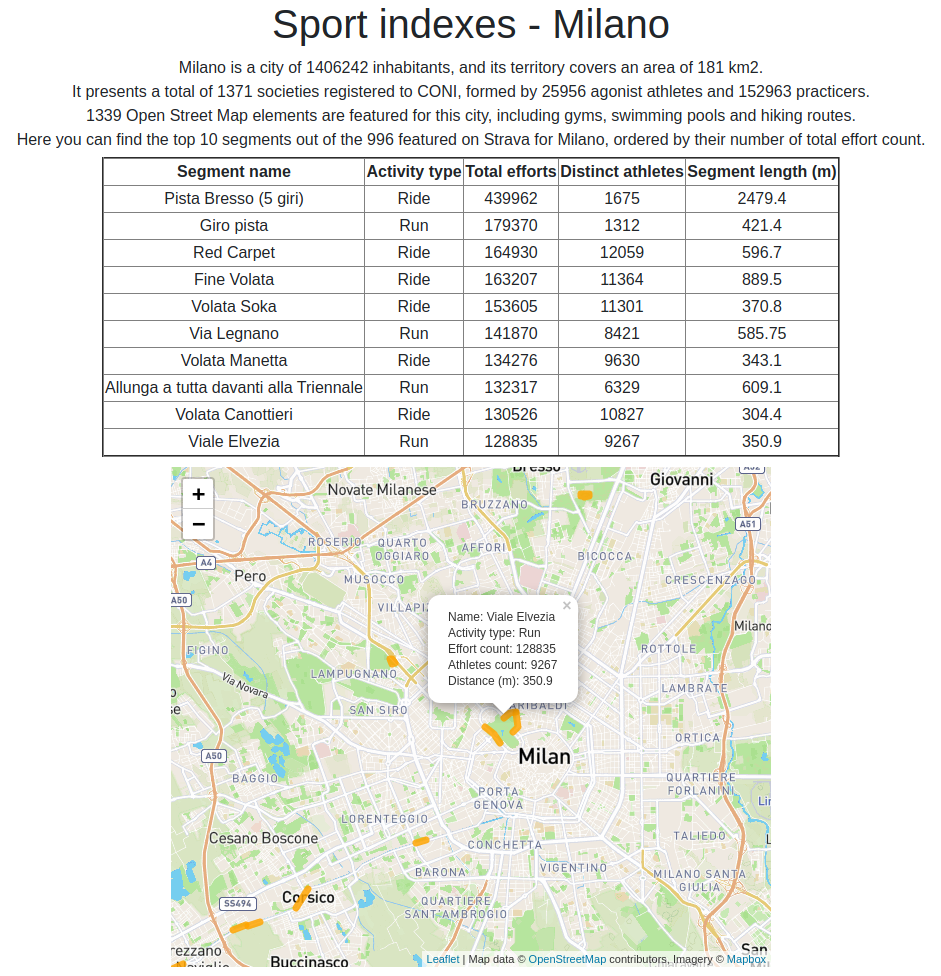 Sport indexes - Milano
Milano is a city of 1406242 inhabitants, and its territory covers an area of 181 km2.
It presents a total of 1371 societies registered to CONI, formed by 25956 agonist athletes and 152963 practicers.
1339 Open Street Map elements are featured for this city, including gyms, swimming pools and hiking routes.
Here you can find the top 10 segments out of the 996 featured on Strava for Milano, ordered by their number of total effort count.
Segment name Activity type Total efforts Distinct athletes Segment length (m)
Pista Bresso (5 giri) Ride 439962 1675 2479.4
Giro pista Run 179370 1312 421.4
Red Carpet Ride 164930 12059 596.7
Fine Volata Ride 163207 11364 889.5
Volata Soka Ride 153605 11301 370.8
Via Legnano Run 141870 8421 585.75
Volata Manetta Ride 134276 9630 343.1
Allunga a tutta davanti alla Triennale Run 132317 6329 609.1
Volata Canottieri Ride 130526 10827 304.4
Viale Elvezia Run 128835 9267 350.9
Bresso
A52
+
Novate Milanese
Giovanni
BRUZZANO
−
A51
ROSERIO
QUARTO OGGIARO
AFFORI
BICOCCA
A4
Pero
MUSOCCO
CRESCENZAGO
A50
VILLAPI
×
Name: Viale Elvezia
Activity type: Run
Effort count: 128835
Athletes count: 9267
Distance (m): 350.9
Milano
FIGINO
ROTTOLE
LAMPUGNANO
Via Novara
LAMBRATE
o
se
SAN SIRO
ARIBALDI
ORTICA
A50
Milan
BAGGIO
QUARTIERE FORLANINI
PORTA GENOVA
Li
LORENTEGGIO
Cesano Boscone
TALIEDO
L
CONCHETTA
BARONA
VIGENTINO
MILANO SANTA GIULIA
Corsico
SS494
QUARTIERE SANT'AMBROGIO
rezzano
Naviglio
Buccinasco
San
Leaflet | Map data © OpenStreetMap contributors, Imagery © Mapbox